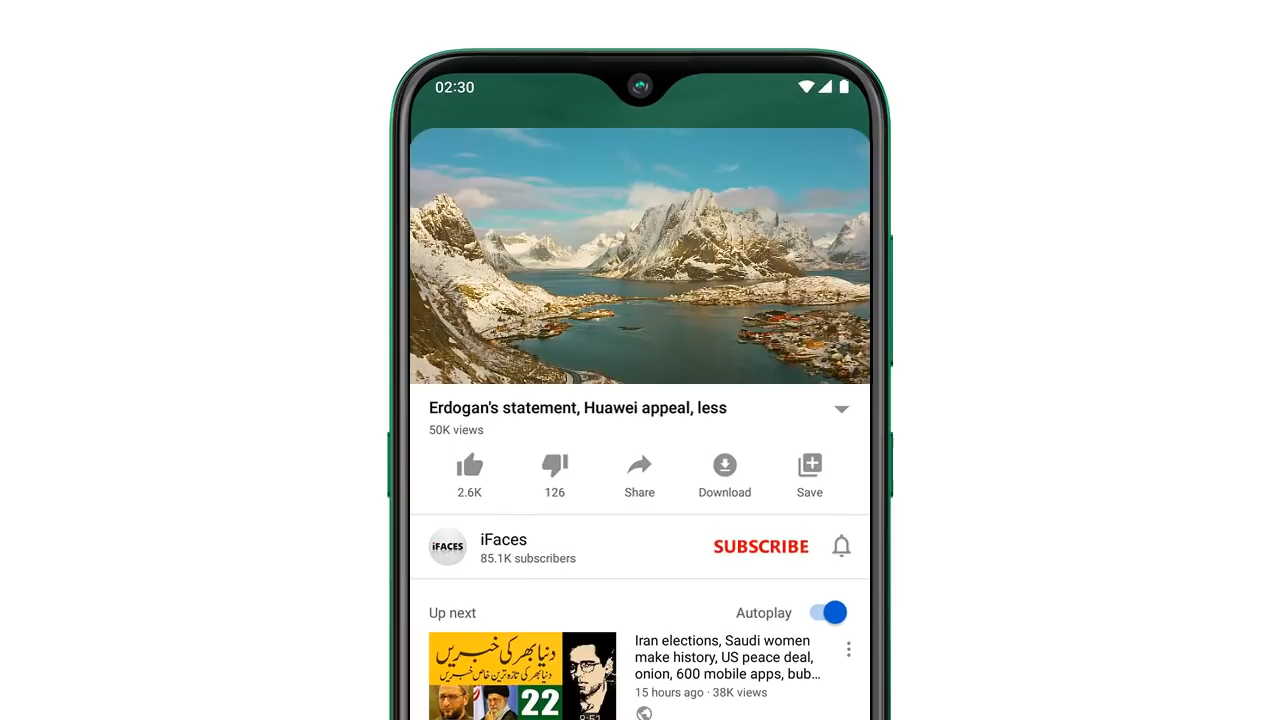 02:30
Erdogan's statement, Huawei appeal, less
50K views
2.6K
126
Share
Download
Save
iFACES
iFaces
85.1K subscribers
SUBSCRIBE
Up next
Autoplay
دنیا بھر کی خبریں
دنیا بھر کی تازہ ترین خاص خبریں
22
8:51
Iran elections, Saudi women
make history, US peace deal,
onion, 600 mobile apps, bub...
15 hours ago · 38K views